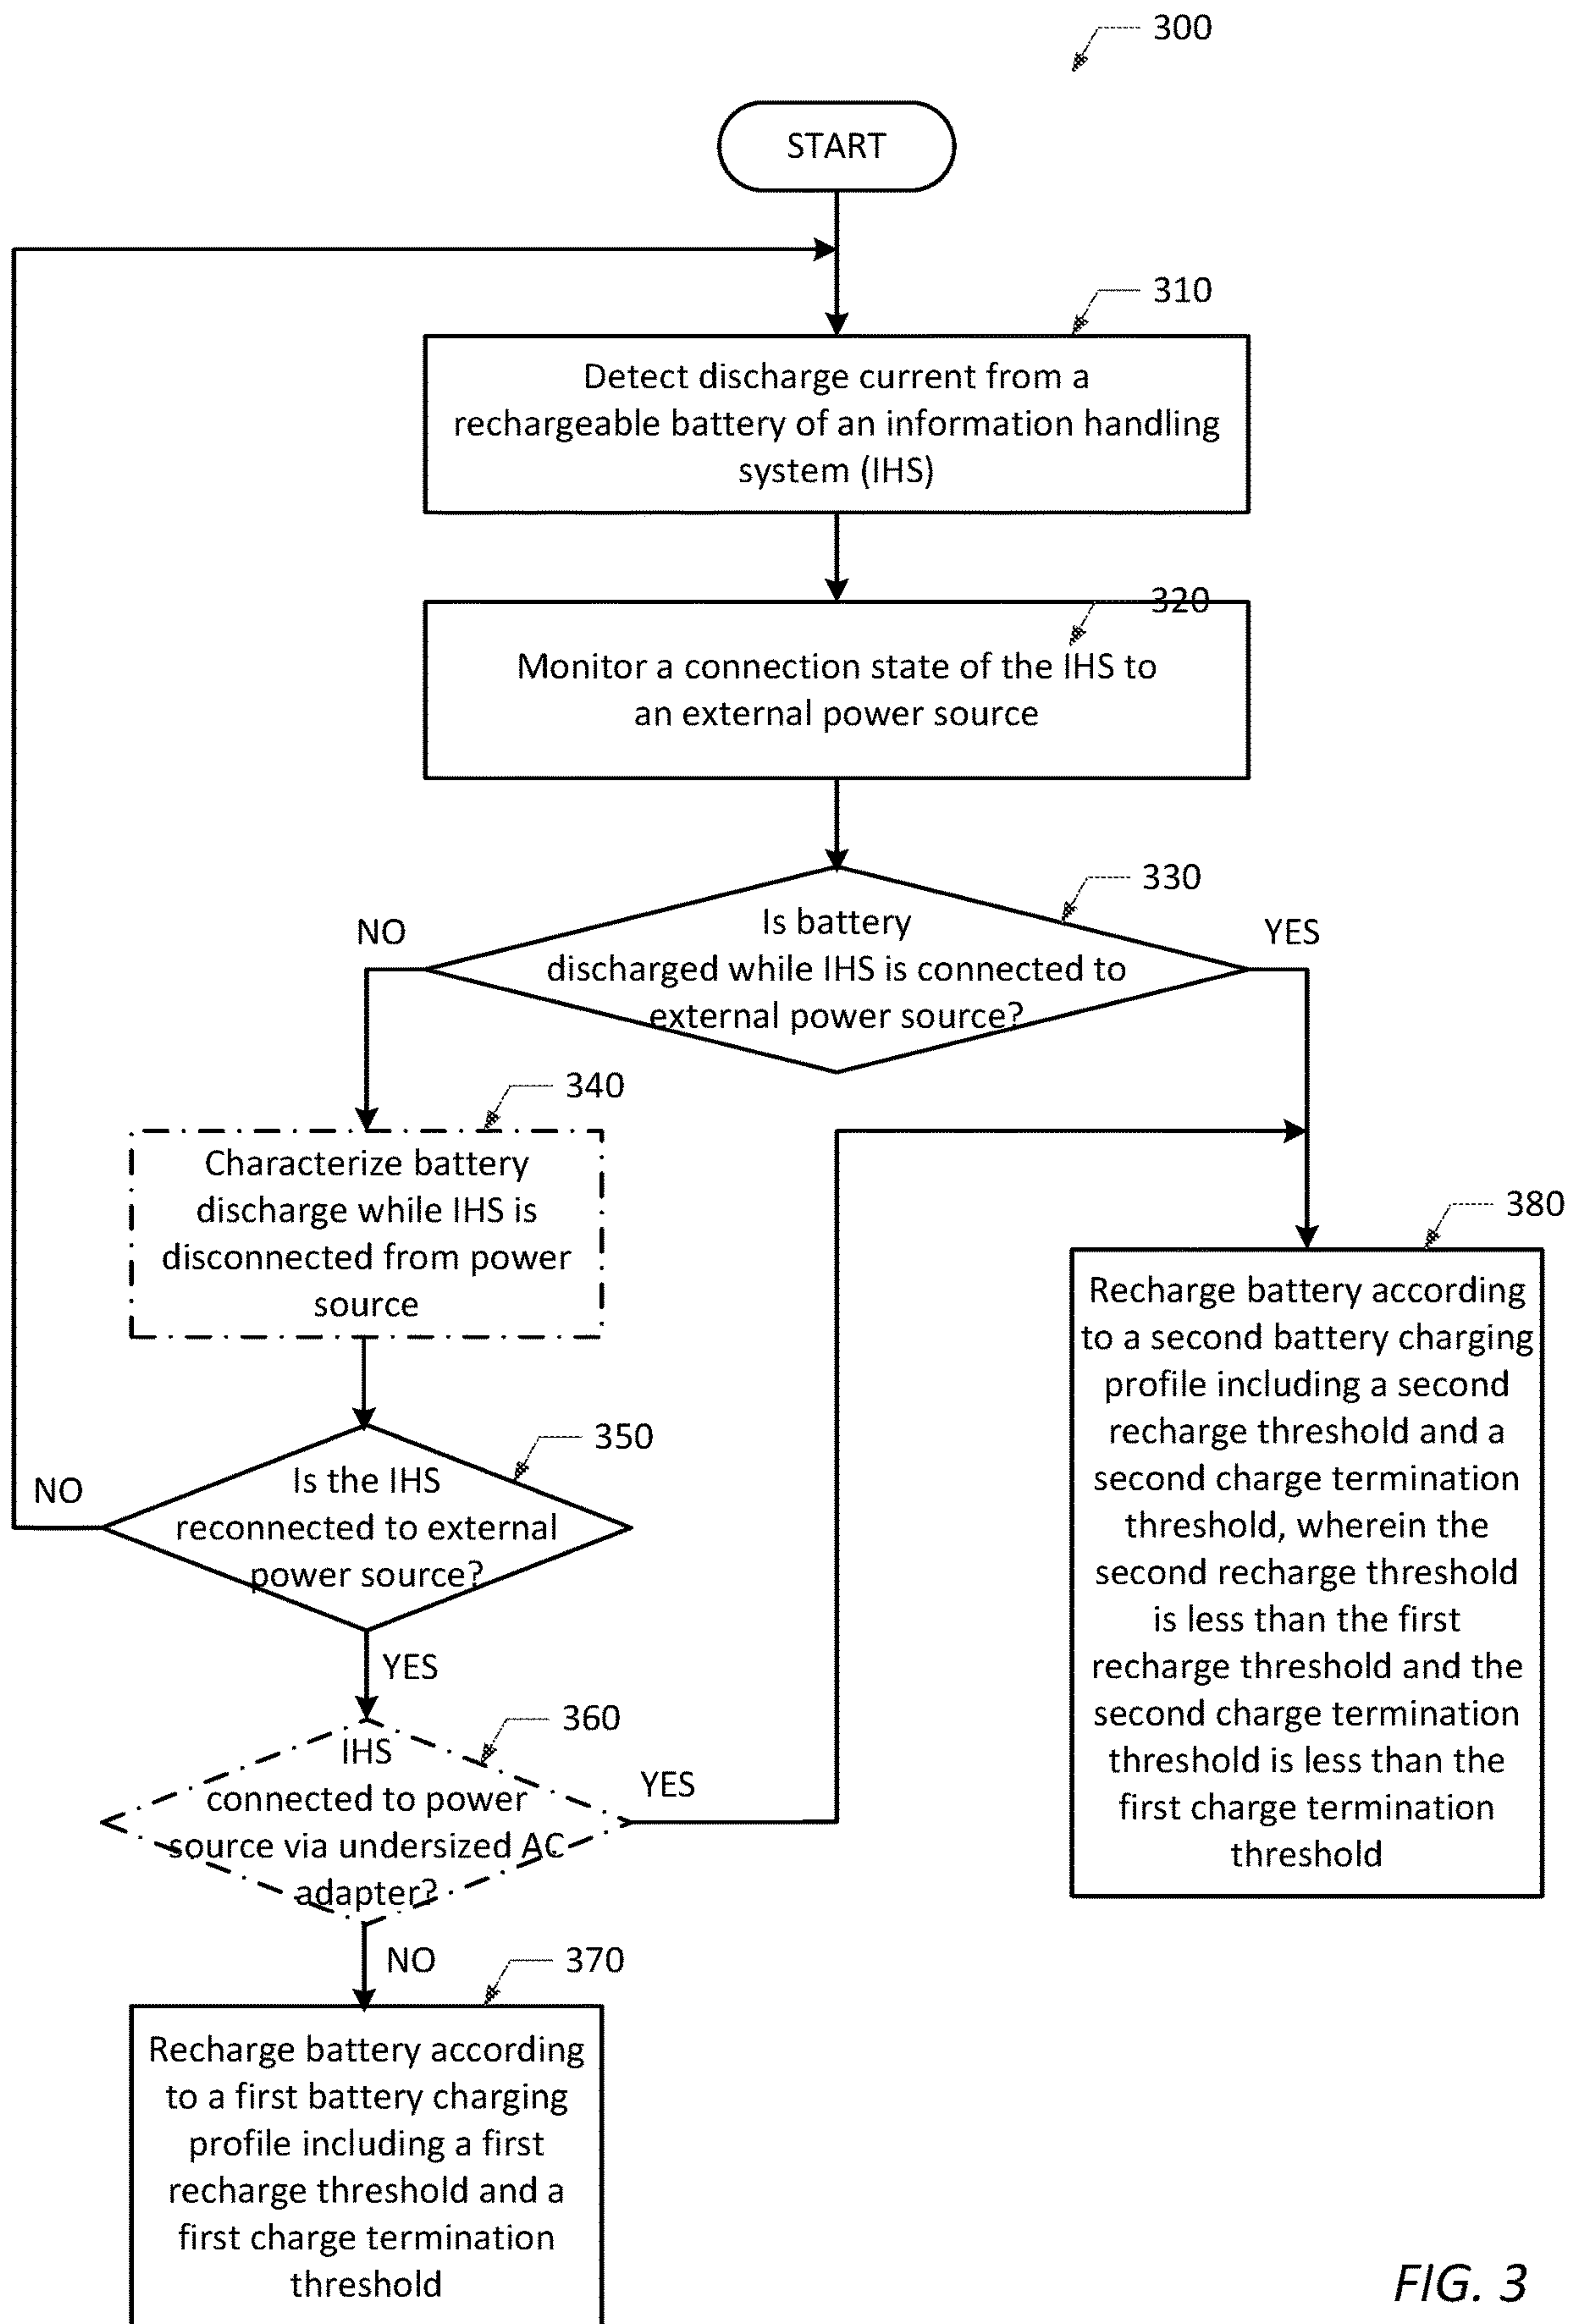 300
START
310
Detect discharge current from a
rechargeable battery of an information handling
system (IHS)
320
Monitor a connection state of the IHS to
an external power source
330
NO
Is battery
YES
discharged while IHS is connected to
external power source?
340
Characterize battery
discharge while IHS is
disconnected from power
source
380
Recharge battery according
to a second battery charging
profile including a second
recharge threshold and a
second charge termination
threshold, wherein the
second recharge threshold
is less than the first
recharge threshold and the
second charge termination
threshold is less than the
first charge termination
threshold
350
NO
Is the IHS
reconnected to external
power source?
YES
360
IHS
connected to power
source via undersized AC
adapter?
YES
NO
370
Recharge battery according
to a first battery charging
profile including a first
recharge threshold and a
first charge termination
threshold
FIG. 3